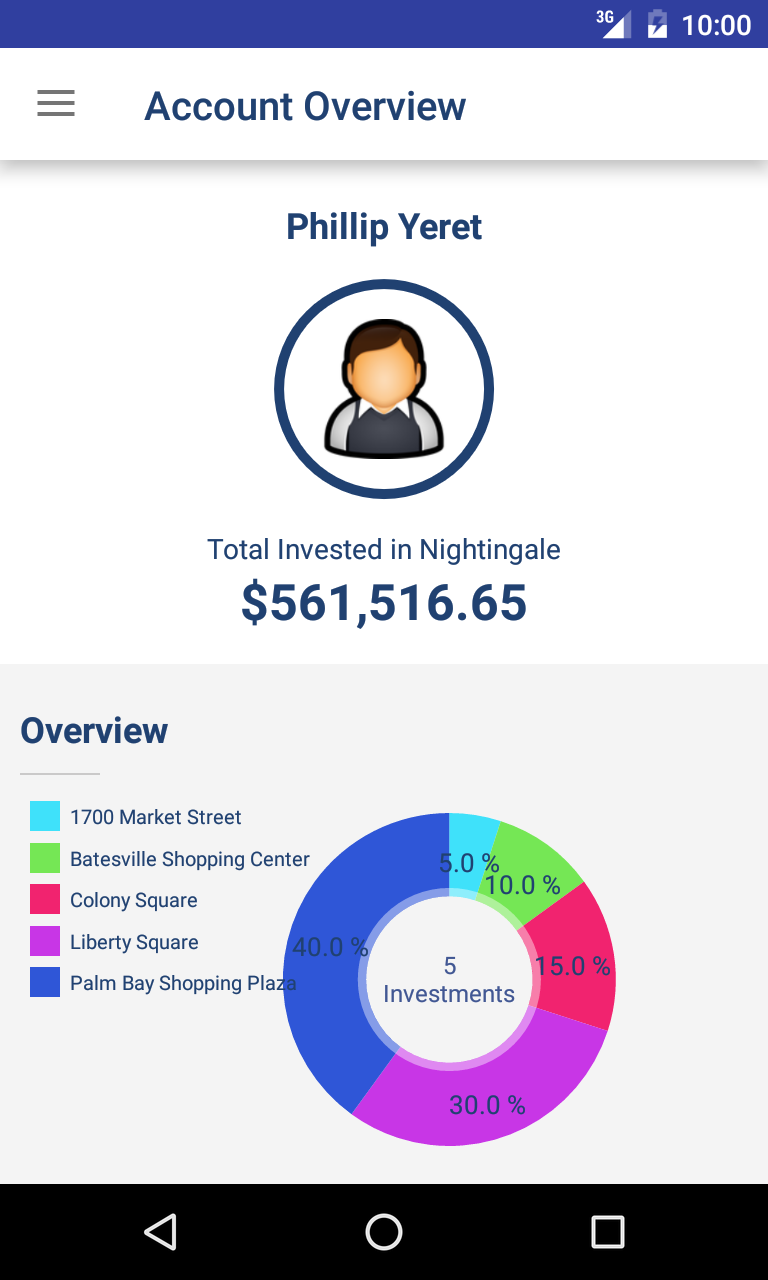 3G 10:00
Account Overview
Phillip Yeret
Total Invested in Nightingale
$561,516.65
Overview
1700 Market Street
Batesville Shopping Center
Colony Square
Liberty Square
Palm Bay Shopping Plaza
5.0 %
10.0 %
15.0 %
30.0 %
40.0 %
5
Investments